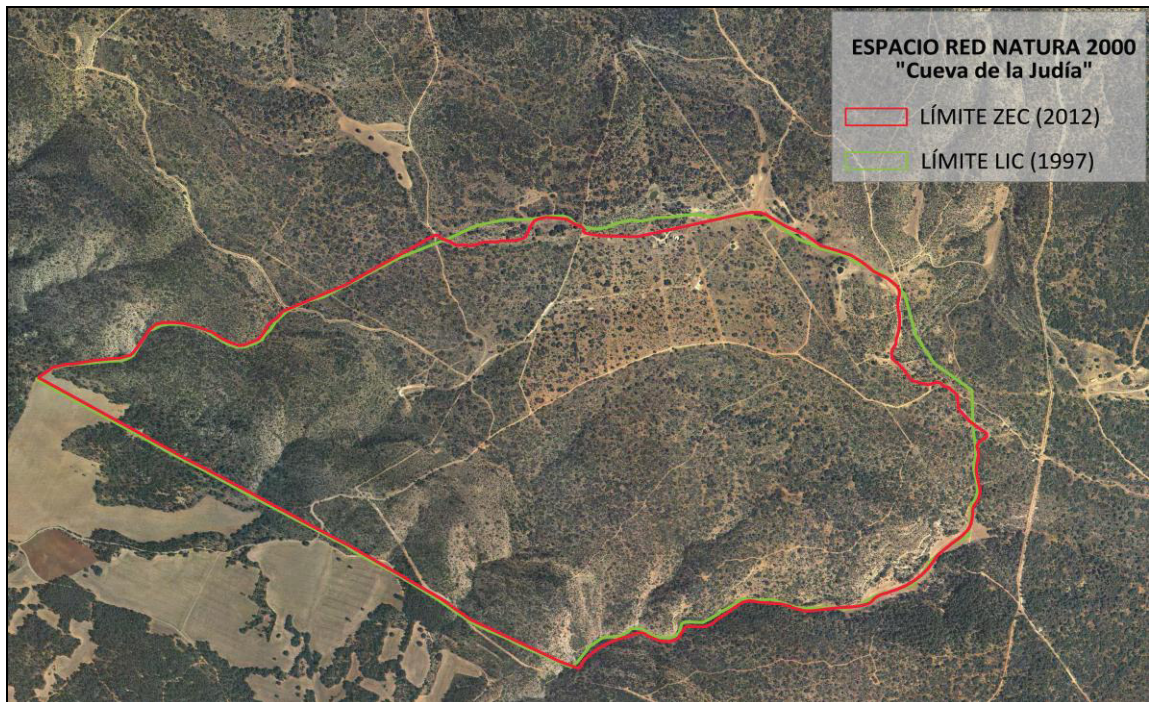 ESPACIO RED NATURA 2000
"Cueva de la Judía"
LÍMITE ZEC (2012)
LÍMITE LIC (1997)